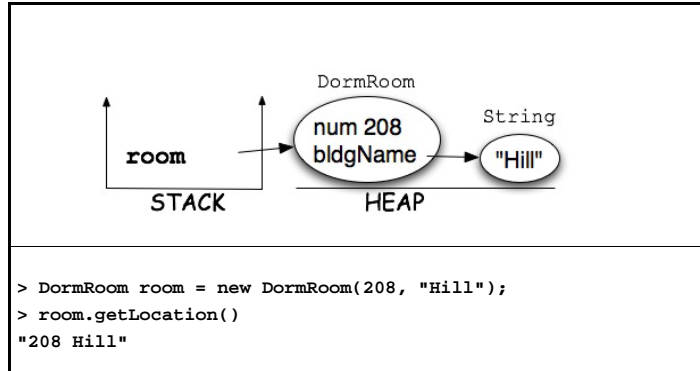 DormRoom
String
num 208
bldgName
"Hill"
room
STACK
HEAP
> DormRoom room = new DormRoom(208, "Hill");
> room.getLocation()
"208 Hill"